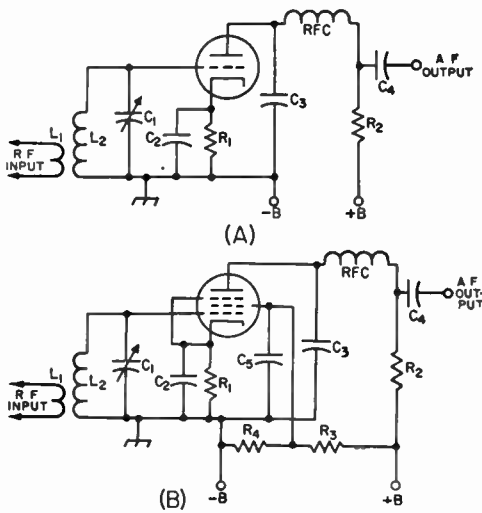 RFC
A F
OUTPUT
C4
C3
R2
C1
C2
R1
L1
L2
R F
INPUT
-B
+B
(A)
RFC
A F
OUT-
PUT
C4
C3
C5
R2
C1
C2
R1
L1
L2
R F
INPUT
R4
R3
-B
+B
(B)